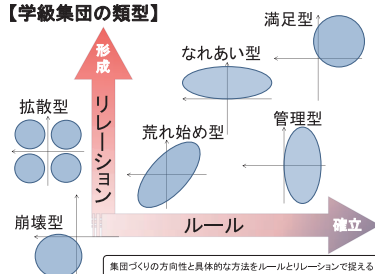 【学級集団の類型】
満足型
形成
なれあい型
リレーション
拡散型
荒れ始め型
管理型
崩壊型
ルール
確立
集団づくりの方向性と具体的な方法をルールとリレーションで捉える